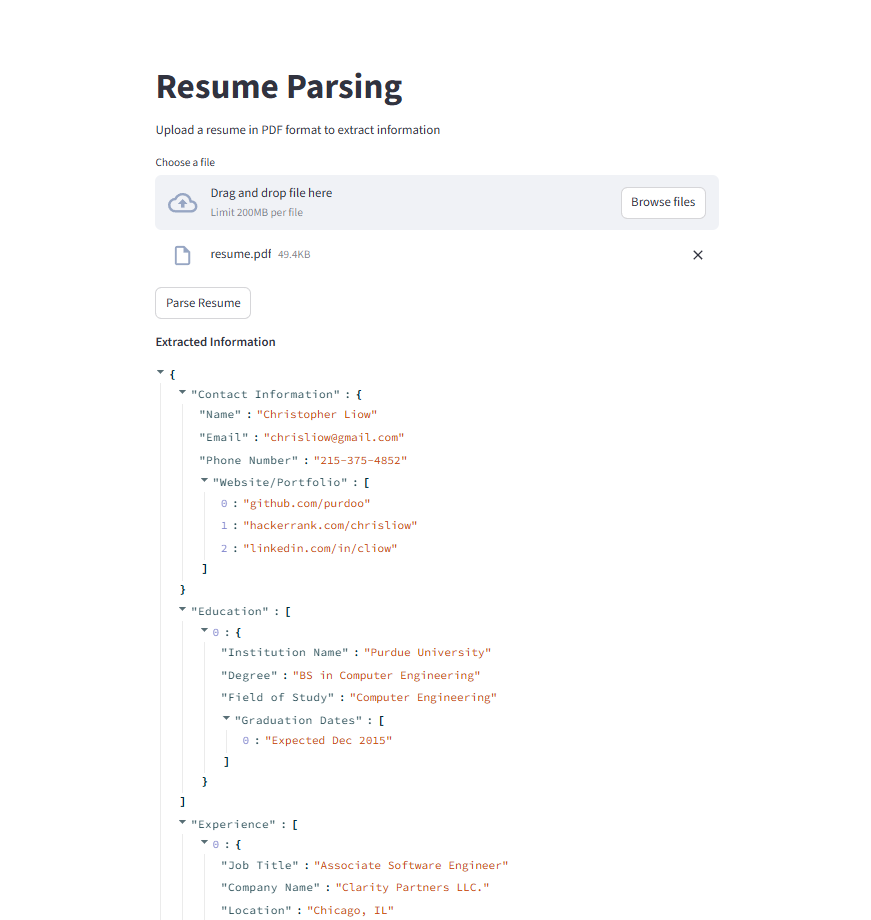 Resume Parsing
Upload a resume in PDF format to extract information
Choose a file
Drag and drop file here
Limit 200MB per file
Browse files
resume.pdf 49.4KB
Parse Resume
Extracted Information
{
"Contact Information" : {
"Name" : "Christopher Liow"
"Email" : "chrisliow@gmail.com"
"Phone Number" : "215-375-4852"
"Website/Portfolio" : [
0 : "github.com/purdoo"
1 : "hackerrank.com/chrisliow"
2 : "linkedin.com/in/cliow"
]
}
"Education" : [
0 : {
"Institution Name" : "Purdue University"
"Degree" : "BS in Computer Engineering"
"Field of Study" : "Computer Engineering"
"Graduation Dates" : [
0 : "Expected Dec 2015"
]
}
]
"Experience" : [
0 : {
"Job Title" : "Associate Software Engineer"
"Company Name" : "Clarity Partners LLC."
"Location" : "Chicago, IL"